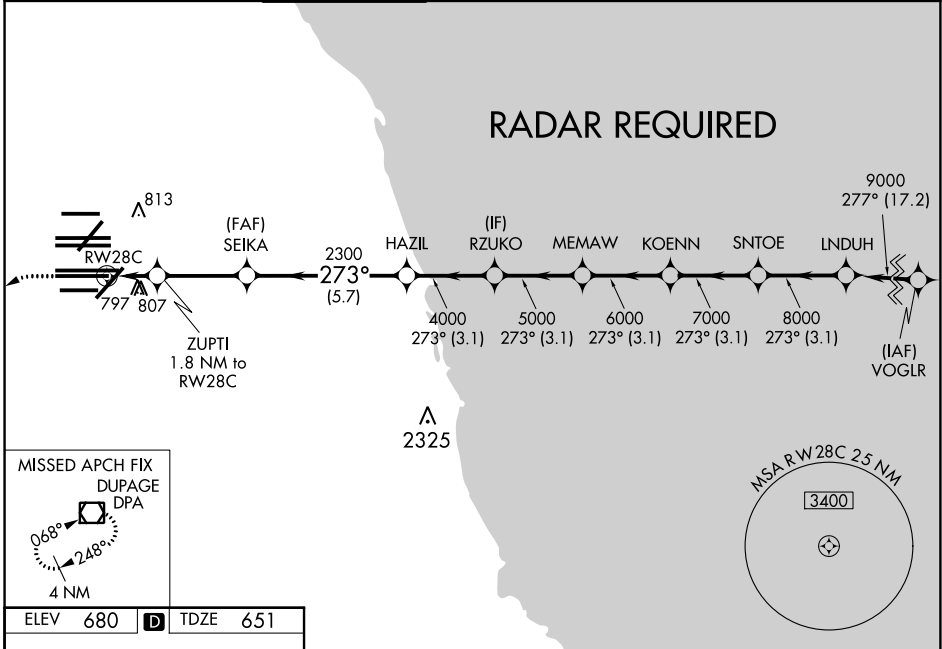 RADAR REQUIRED
813
9000
277° (17.2)
(FAF)
SEIKA
2300
273°
(5.7)
HAZIL
(IF)
RZUKO
MEMAW
KOENN
SNTOE
LNDUH
RW28C
797
807
ZUPTI
1.8 NM to
RW28C
4000
273° (3.1)
5000
273° (3.1)
6000
273° (3.1)
7000
273° (3.1)
8000
273° (3.1)
(IAF)
VOGLR
2325
MISSED APCH FIX
DUPAGE
DPA
068°
248°
4 NM
MSA RW28C 25 NM
3400
ELEV 680 D TDZE 651